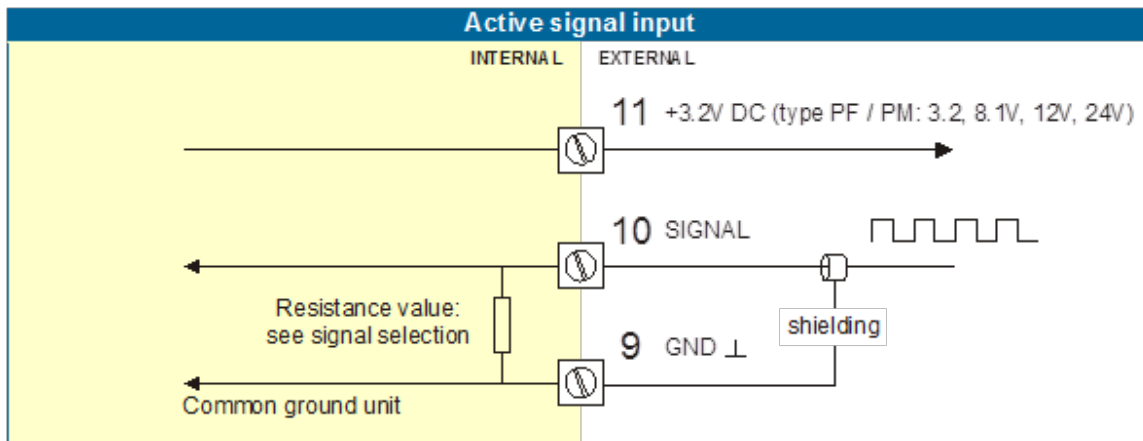 Active signal input
INTERNAL
EXTERNAL
11 +3.2V DC (type PF / PM: 3.2, 8.1V, 12V, 24V)
10 SIGNAL
Resistance value:
see signal selection
shielding
9 GND ⊥
Common ground unit